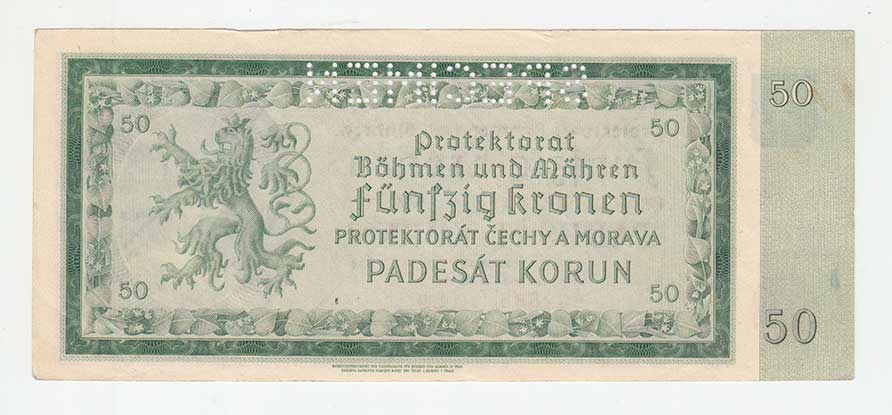 50
50
50
Protektorat
Böhmen und Mähren
Fünfzig Kronen
PROTEKTORÁT ČECHY A MORAVA
PADESÁT KORUN
50
50
50